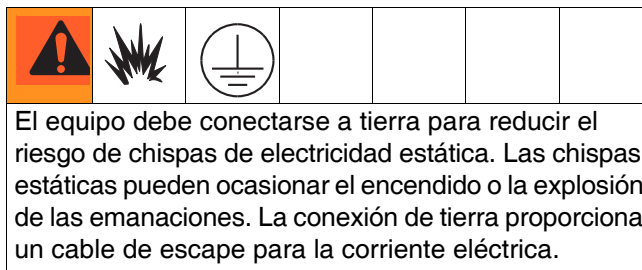 El equipo debe conectarse a tierra para reducir el
riesgo de chispas de electricidad estática. Las chispas
estáticas pueden ocasionar el encendido o la explosión
de las emanaciones. La conexión de tierra proporciona
un cable de escape para la corriente eléctrica.